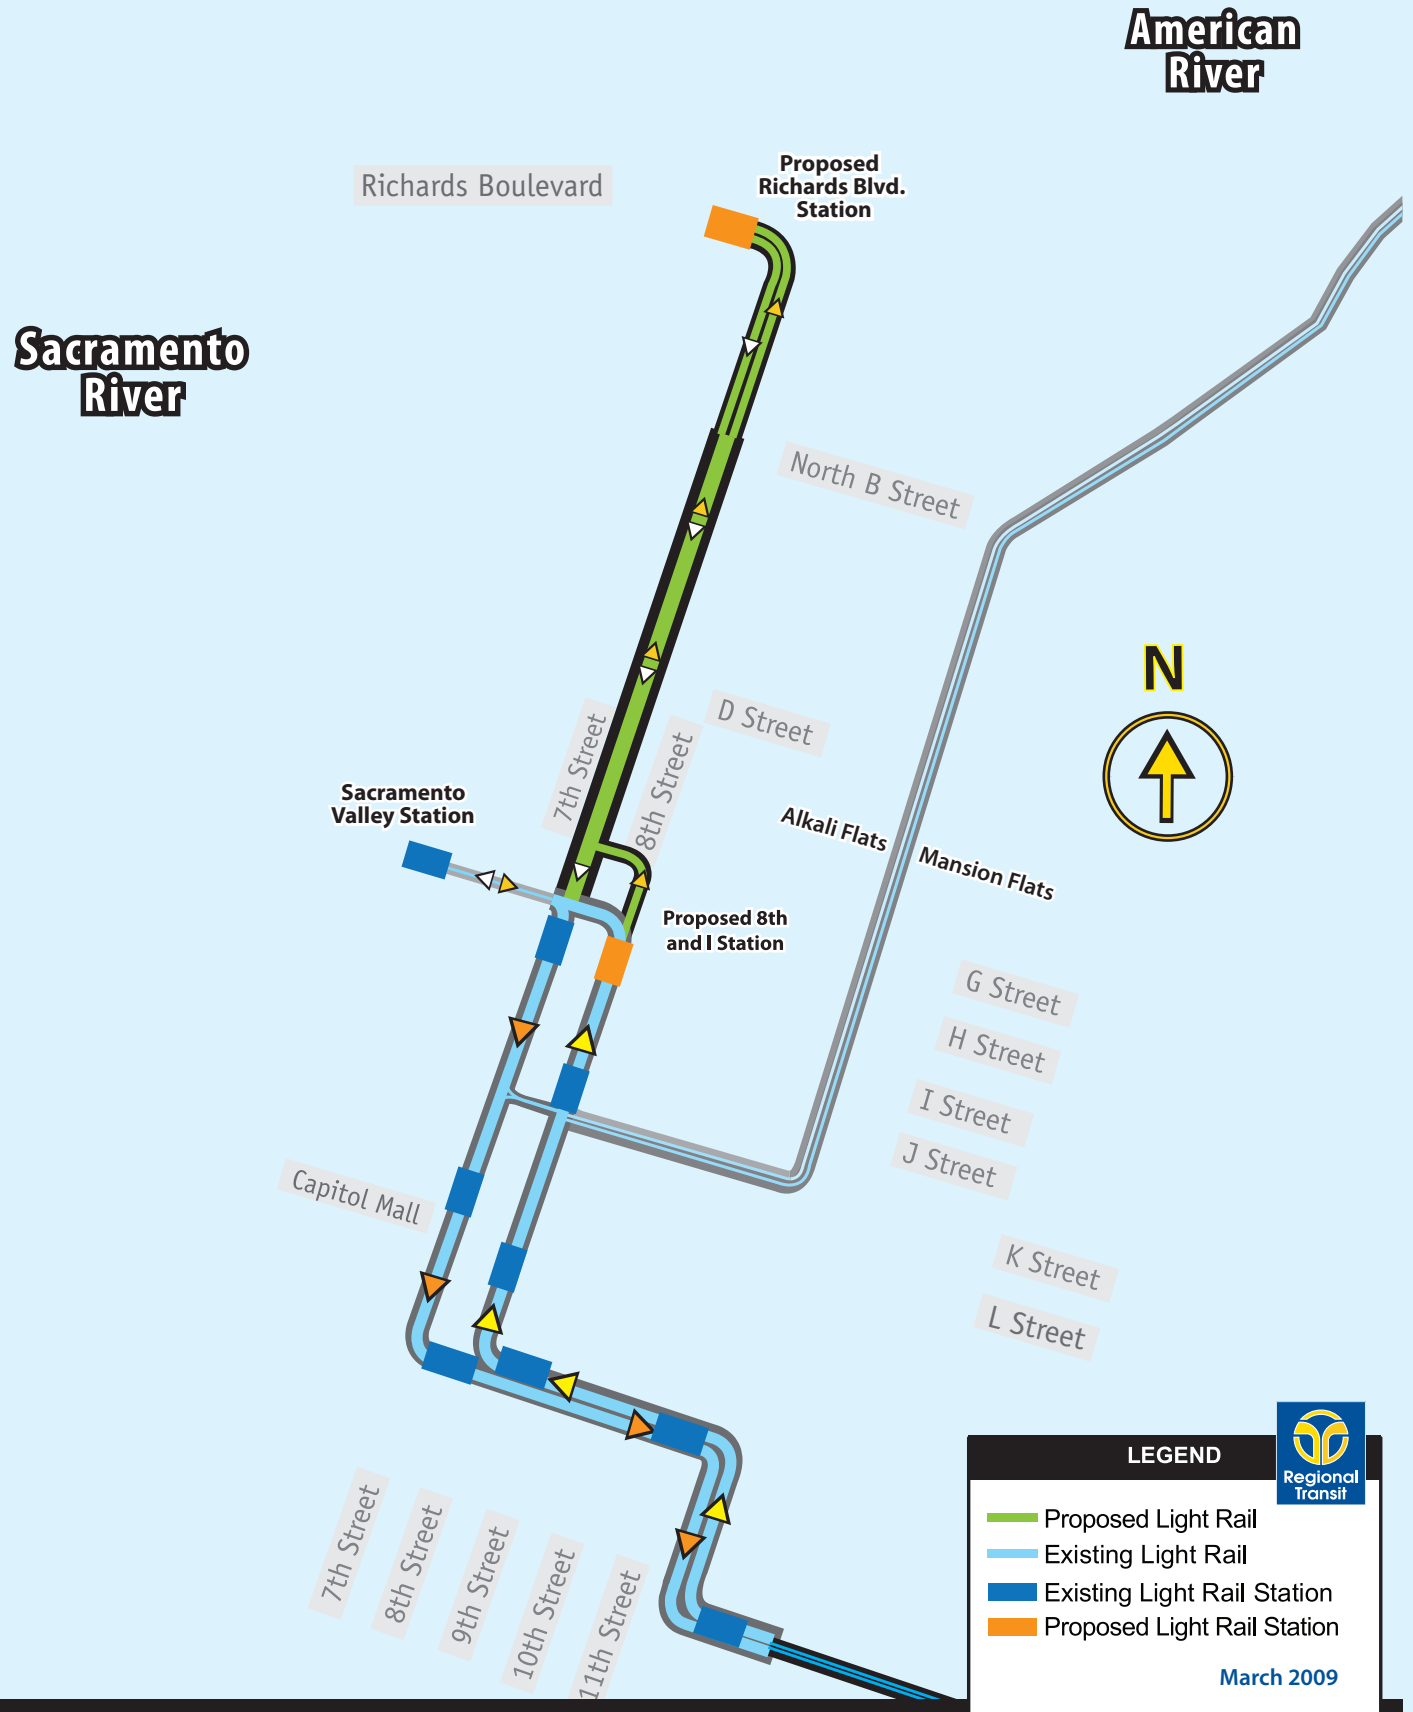 American
River
Proposed
Richards Blvd.
Station
Richards Boulevard
Sacramento
River
North B Street
N
D Street
7th Street
8th Street
Sacramento
Valley Station
Alkali Flats
Mansion Flats
Proposed 8th
and I Station
G Street
H Street
I Street
J Street
Capitol Mall
K Street
L Street
7th Street
8th Street
9th Street
10th Street
11th Street
LEGEND
Regional
Transit
Proposed Light Rail
Existing Light Rail
Existing Light Rail Station
Proposed Light Rail Station
March 2009